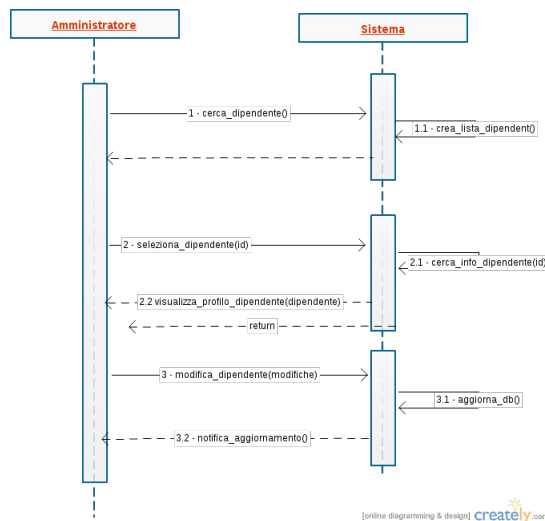 Amministratore
Sistema
1 - cerca_dipendente()
1.1 - crea_lista_dipendent()
2 - seleziona_dipendente(id)
2.1 - cerca_info_dipendente(id)
2.2 visualizza_profilo_dipendente(dipendente)
return
3 - modifica_dipendente(modifiche)
3.1 - aggiorna_db()
3.2 - notifica_aggiornamento()
[online diagramming & design] creately.com